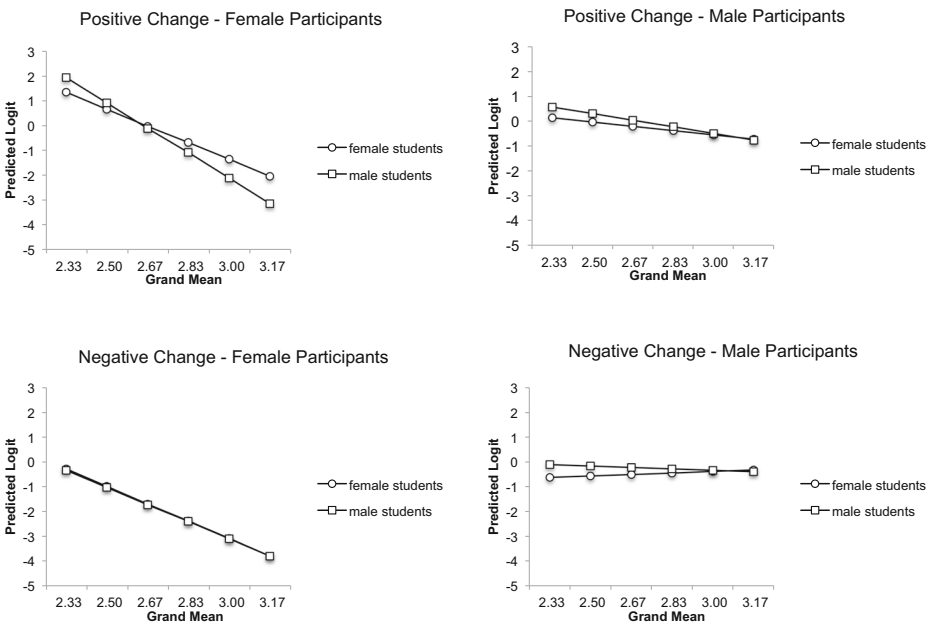 Positive Change - Female Participants
3
2
1
0
-1
-2
-3
-4
-5
Predicted Logit
2.33 2.50 2.67 2.83 3.00 3.17
Grand Mean
female students
male students
Positive Change - Male Participants
3
2
1
0
-1
-2
-3
-4
-5
Predicted Logit
2.33 2.50 2.67 2.83 3.00 3.17
Grand Mean
female students
male students
Negative Change - Female Participants
3
2
1
0
-1
-2
-3
-4
-5
Predicted Logit
2.33 2.50 2.67 2.83 3.00 3.17
Grand Mean
female students
male students
Negative Change - Male Participants
3
2
1
0
-1
-2
-3
-4
-5
Predicted Logit
2.33 2.50 2.67 2.83 3.00 3.17
Grand Mean
female students
male students